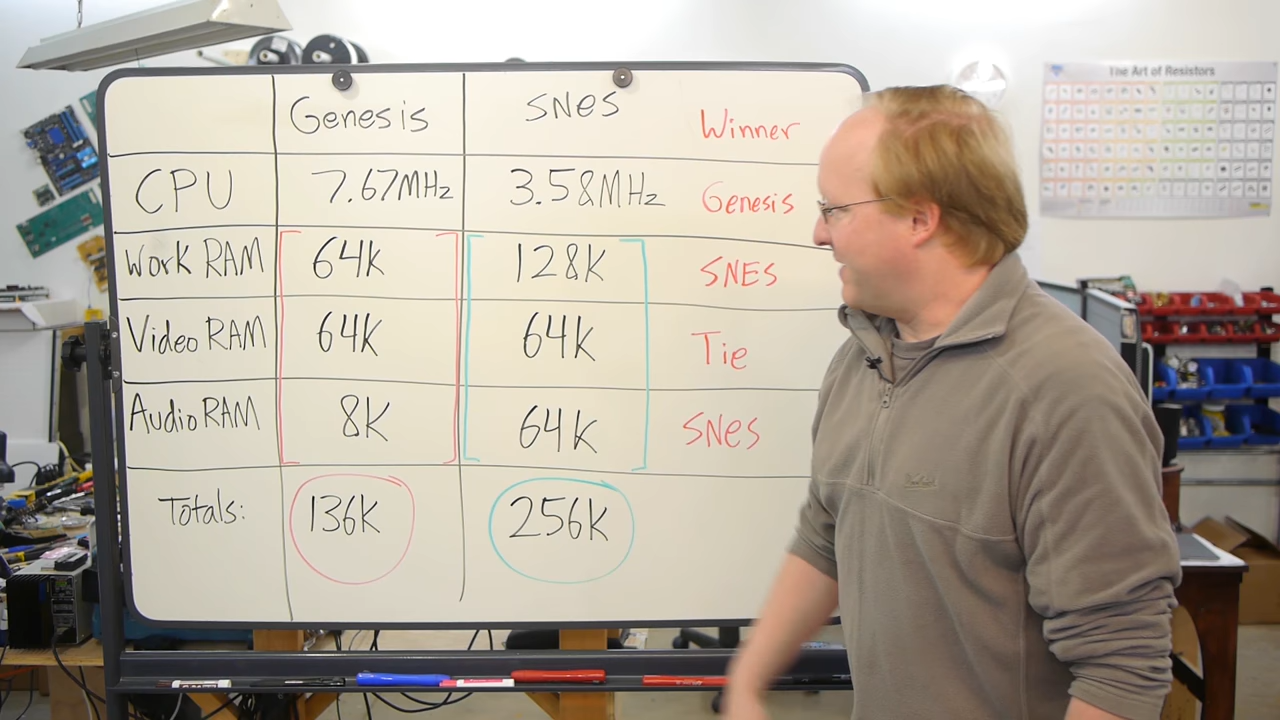 Genesis SNES Winner
CPU 7.67MHz 3.58MHz Genesis
Work RAM 64K 128K SNES
Video RAM 64K 64K Tie
Audio RAM 8K 64K SNES
Totals: 136K 256K
The Art of Resistors